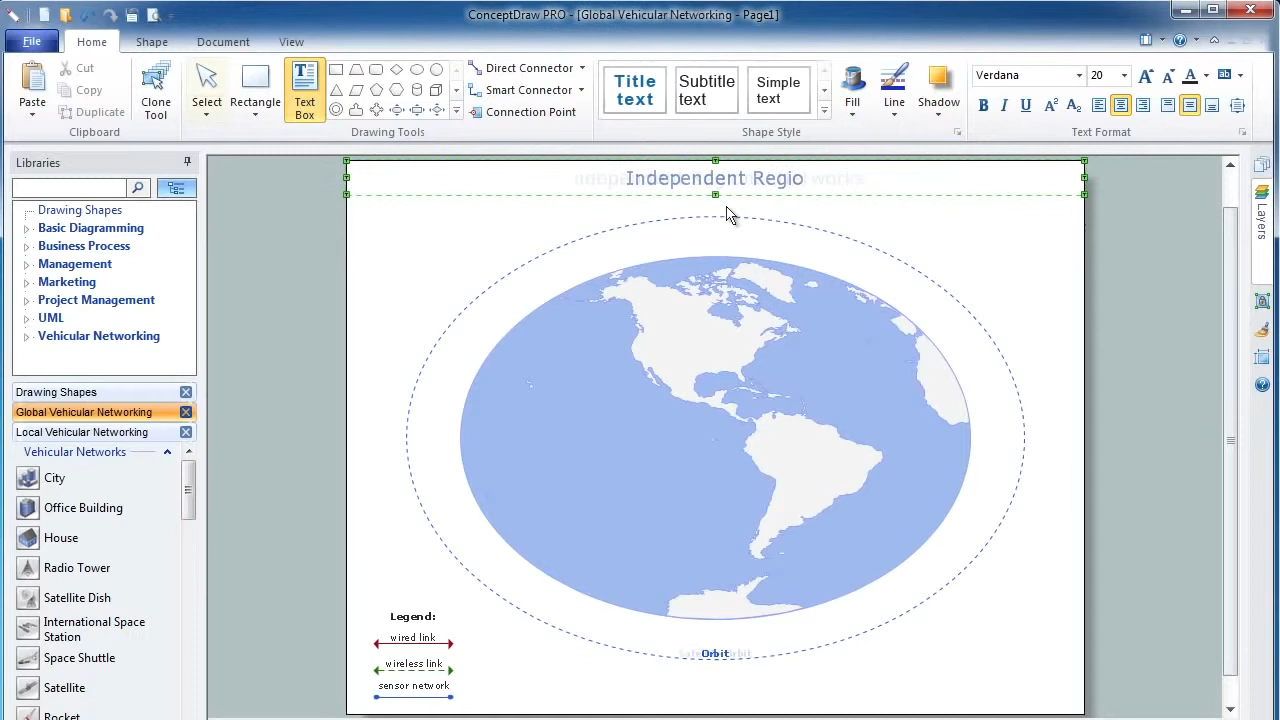 ConceptDraw PRO - [Global Vehicular Networking - Page1]
File
Home
Shape
Document
View
Paste
Cut
Copy
Duplicate
Clipboard
Clone Tool
Select
Rectangle
Text Box
Direct Connector
Smart Connector
Connection Point
Drawing Tools
Title text
Subtitle text
Simple text
Fill
Line
Shadow
Shape Style
Verdana
20
Text Format
Libraries
Drawing Shapes
Basic Diagramming
Business Process
Management
Marketing
Project Management
UML
Vehicular Networking
Drawing Shapes
Global Vehicular Networking
Local Vehicular Networking
Vehicular Networks
City
Office Building
House
Radio Tower
Satellite Dish
International Space
Station
Space Shuttle
Satellite
Rocket
Independent Regio
Legend:
wired link
wireless link
sensor network
Orbit
Layers